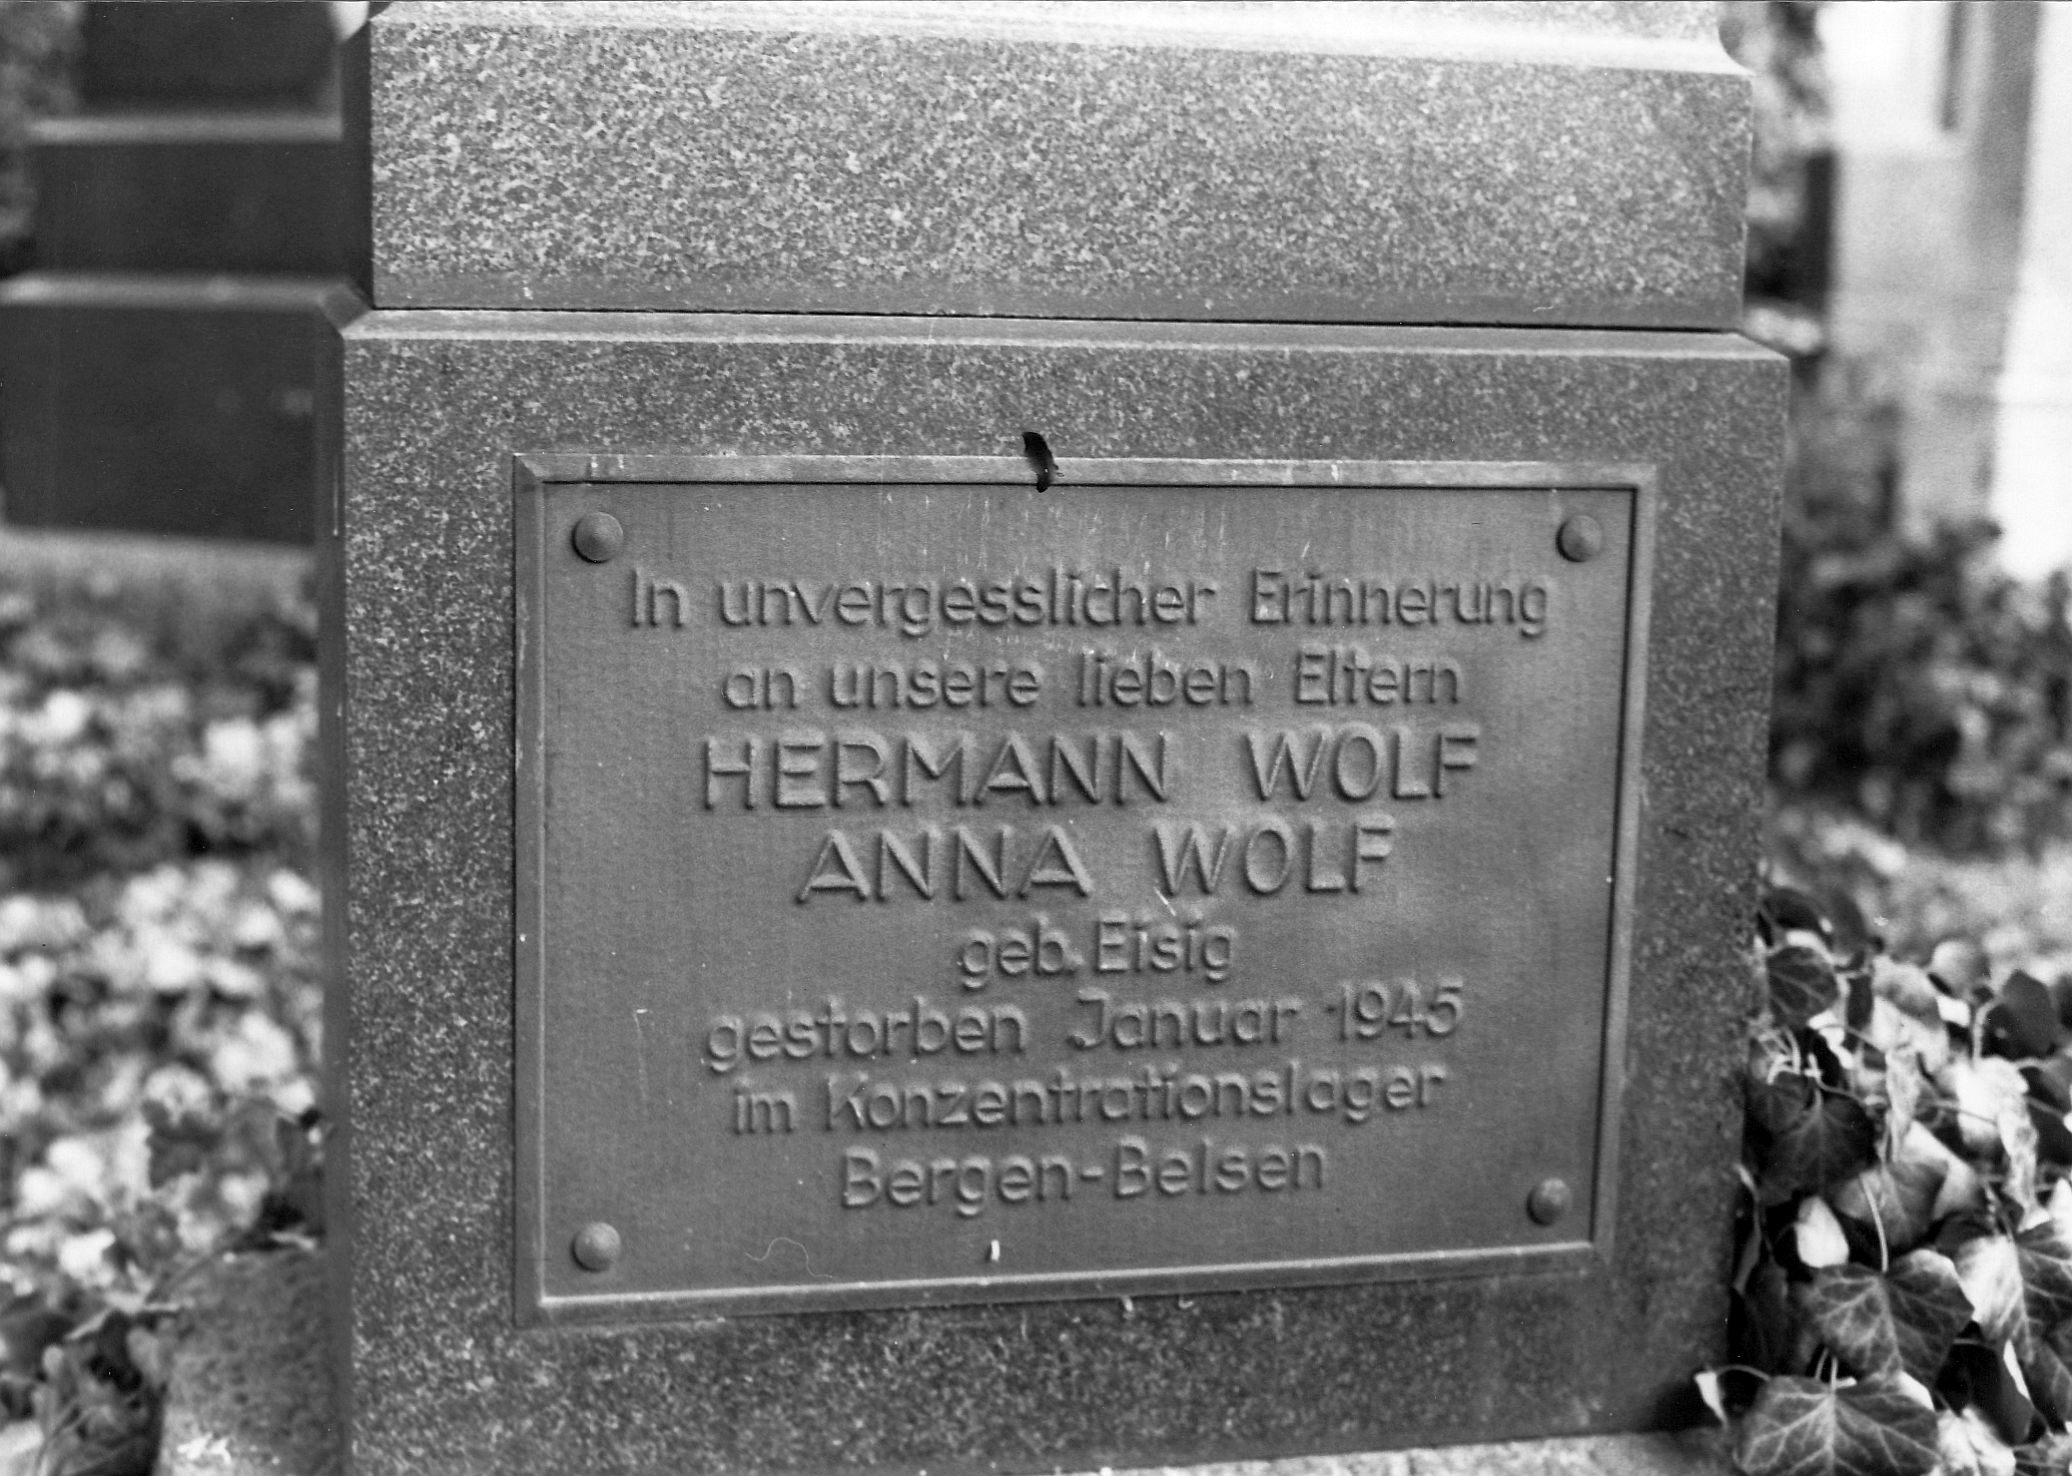 In unvergesslicher Erinnerung
an unsere lieben Eltern
HERMANN WOLF
ANNA WOLF
geb. Eisig
gestorben Januar 1945
im Konzentrationslager
Bergen-Belsen